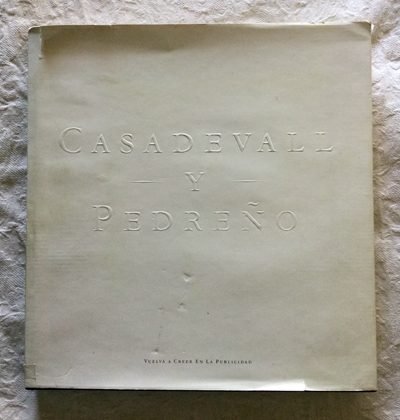 CASADEVALL
Y
PEDREÑO
VUELVA A CREER EN LA PUBLICIDAD